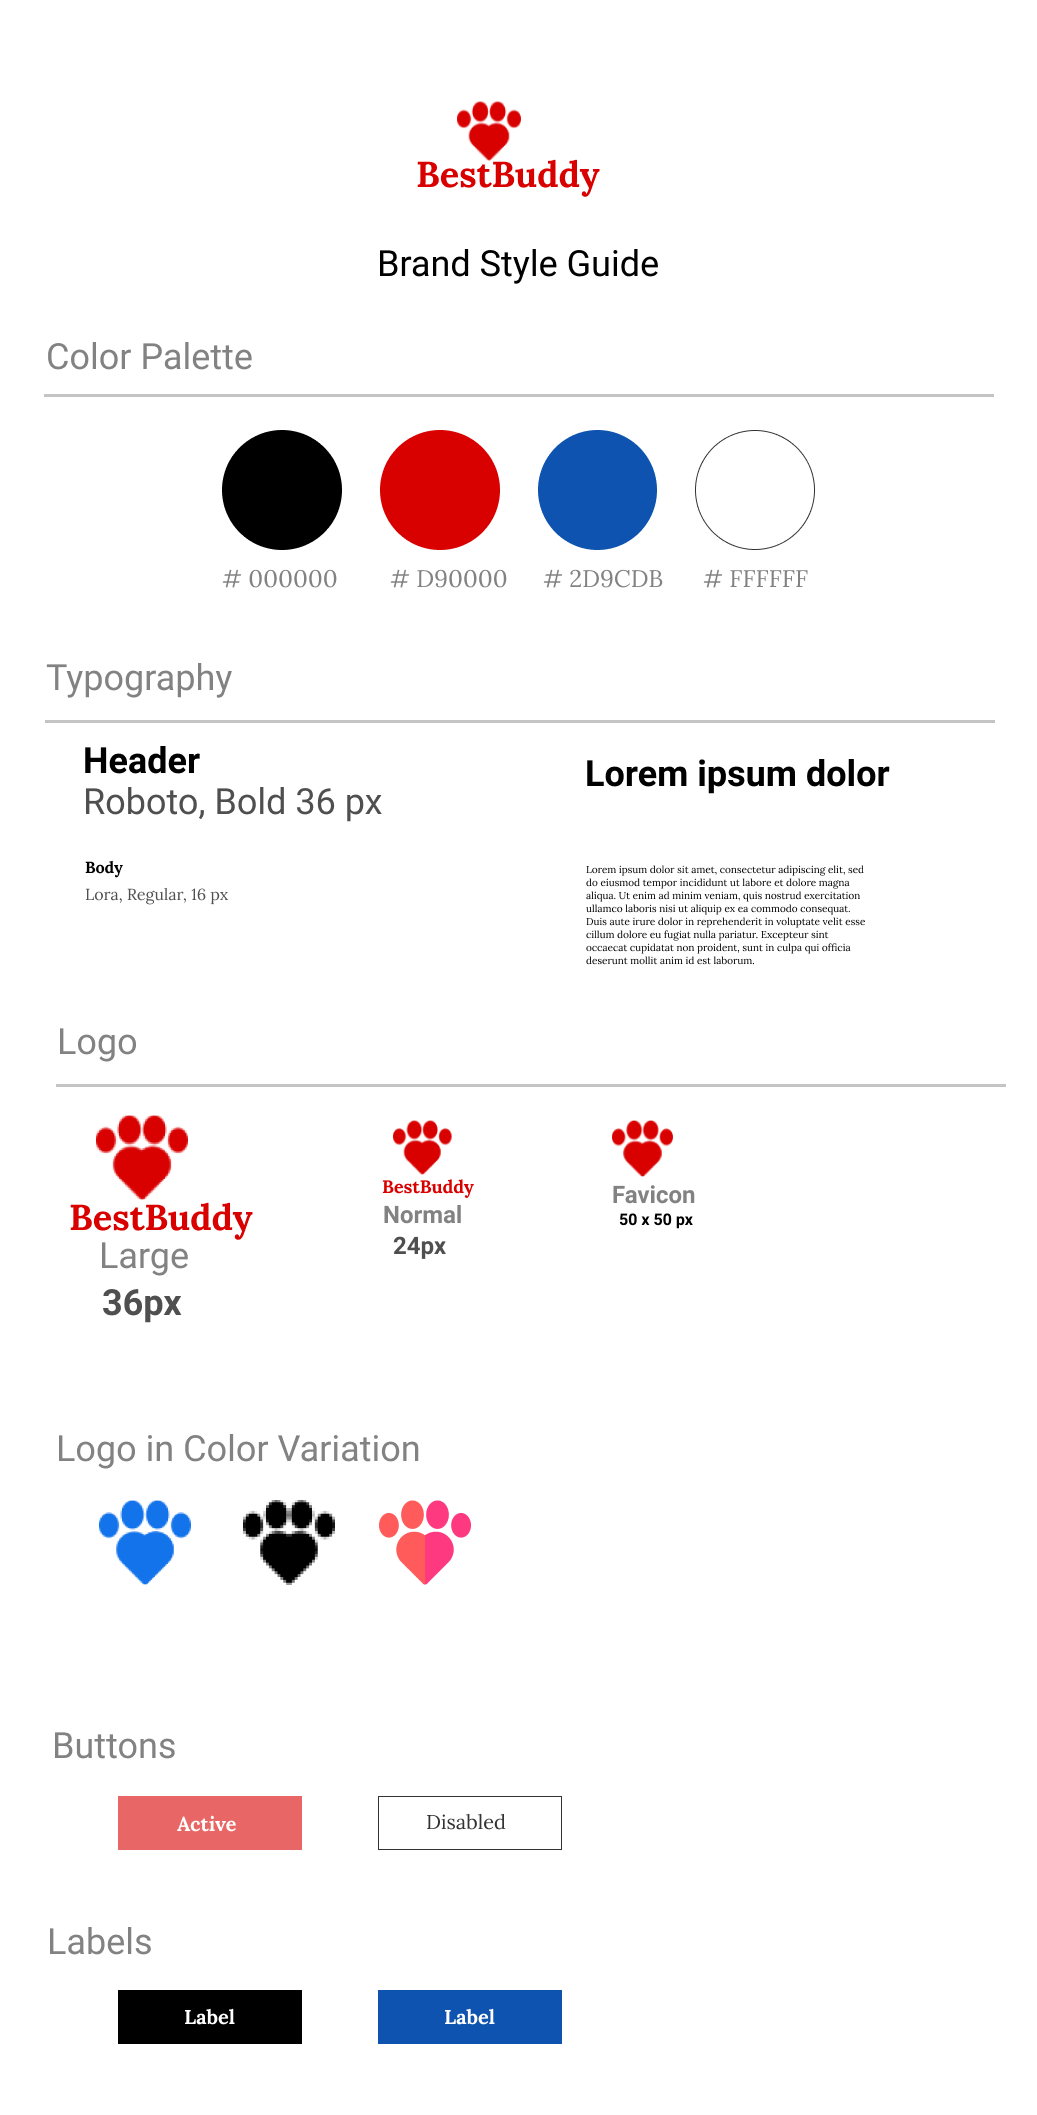 BestBuddy
Brand Style Guide
Color Palette
# 000000
# D90000
# 2D9CDB
# FFFFFF
Typography
Header
Roboto, Bold 36 px
Lorem ipsum dolor
Body
Lora, Regular, 16 px
Lorem ipsum dolor sit amet, consectetur adipiscing elit, sed
do eiusmod tempor incididunt ut labore et dolore magna
aliqua. Ut enim ad minim veniam, quis nostrud exercitation
ullamco laboris nisi ut aliquip ex ea commodo consequat.
Duis aute irure dolor in reprehenderit in voluptate velit esse
cillum dolore eu fugiat nulla pariatur. Excepteur sint
occaecat cupidatat non proident, sunt in culpa qui officia
deserunt mollit anim id est laborum.
Logo
BestBuddy
Large
36px
BestBuddy
Normal
24px
Favicon
50 x 50 px
Logo in Color Variation
Buttons
Active
Disabled
Labels
Label
Label